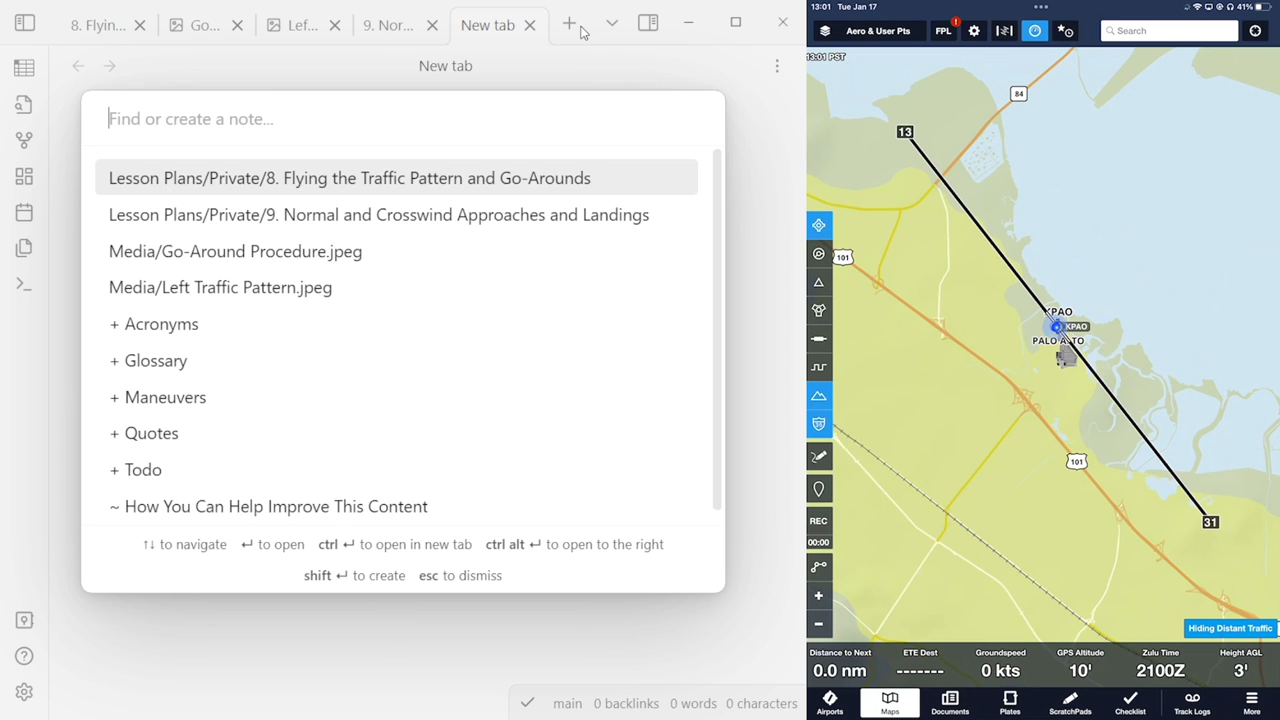 8. Flyin...
Go...
Lef...
9. Nor...
New tab
New tab
Find or create a note...
Lesson Plans/Private/8. Flying the Traffic Pattern and Go-Arounds
Lesson Plans/Private/9. Normal and Crosswind Approaches and Landings
Media/Go-Around Procedure.jpeg
Media/Left Traffic Pattern.jpeg
+ Acronyms
+ Glossary
+ Maneuvers
+ Quotes
+ Todo
~ How You Can Help Improve This Content
↑↓ to navigate ↵ to open ctrl ↵ to open in new tab ctrl alt ↵ to open to the right
shift ↵ to create esc to dismiss
main 0 backlinks 0 words 0 characters
13:01 Tue Jan 17
41%
Aero & User Pts
FPL
!
Search
13:01 PST
84
13
101
KPAO
KPAO
PALO ALTO
101
31
REC
00:00
Hiding Distant Traffic
Distance to Next ETE Dest Groundspeed GPS Altitude Zulu Time Height AGL
0.0 nm ------- 0 kts 10' 2100Z 3'
Airports Maps Documents Plates ScratchPads Checklist Track Logs More